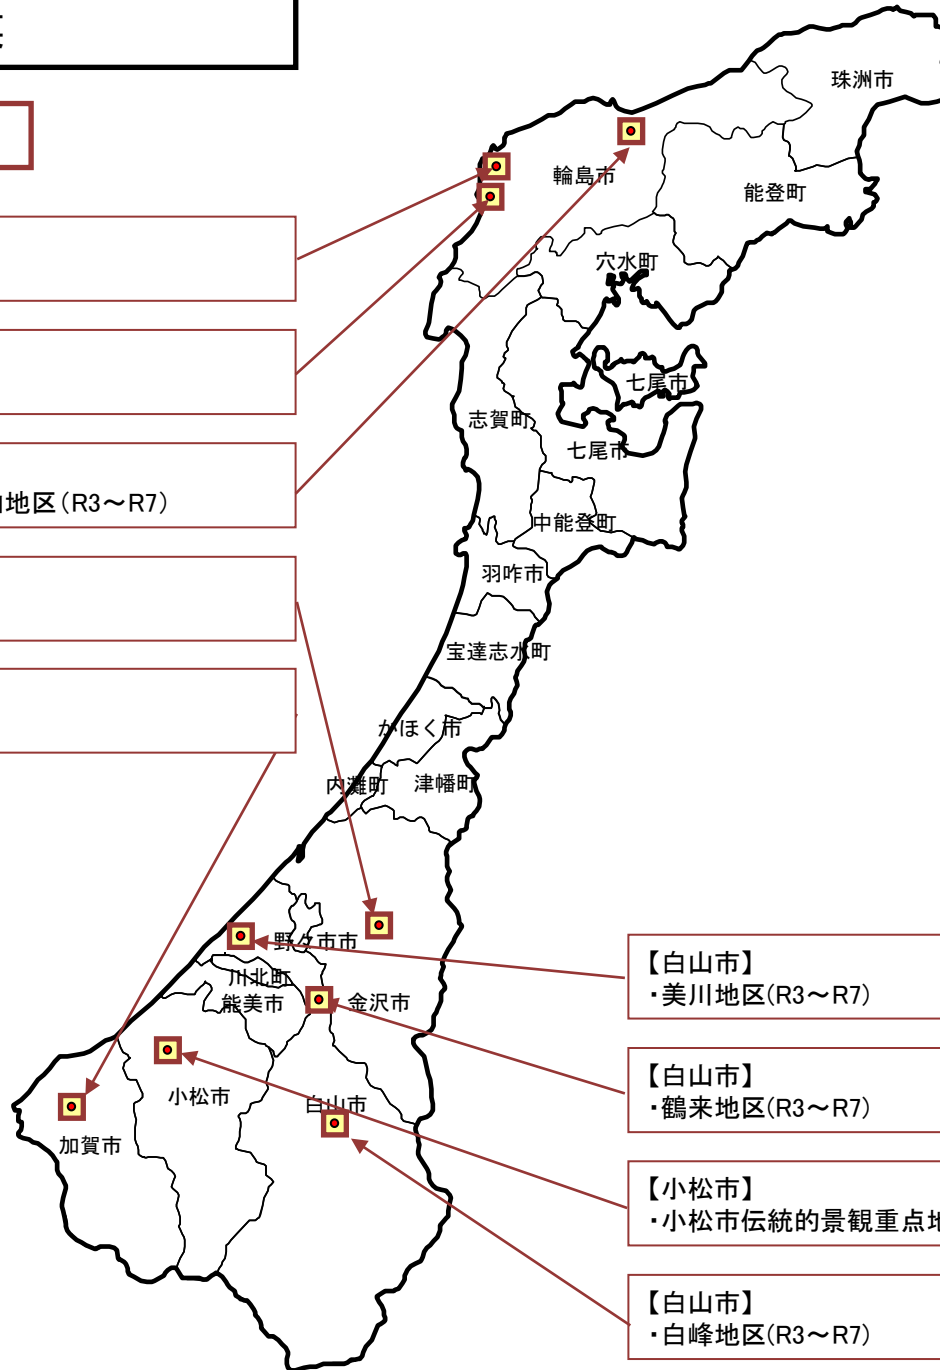 珠洲市
輪島市
能登町
穴水町
七尾市
志賀町
七尾市
地区(R3～R7)
中能登町
羽咋市
宝達志水町
かほく市
内灘町
津幡町
野々市市
川北町
能美市
金沢市
小松市
白山市
加賀市
【白山市】
・美川地区(R3～R7)
【白山市】
・鶴来地区(R3～R7)
【小松市】
・小松市伝統的景観重点地
【白山市】
・白峰地区(R3～R7)